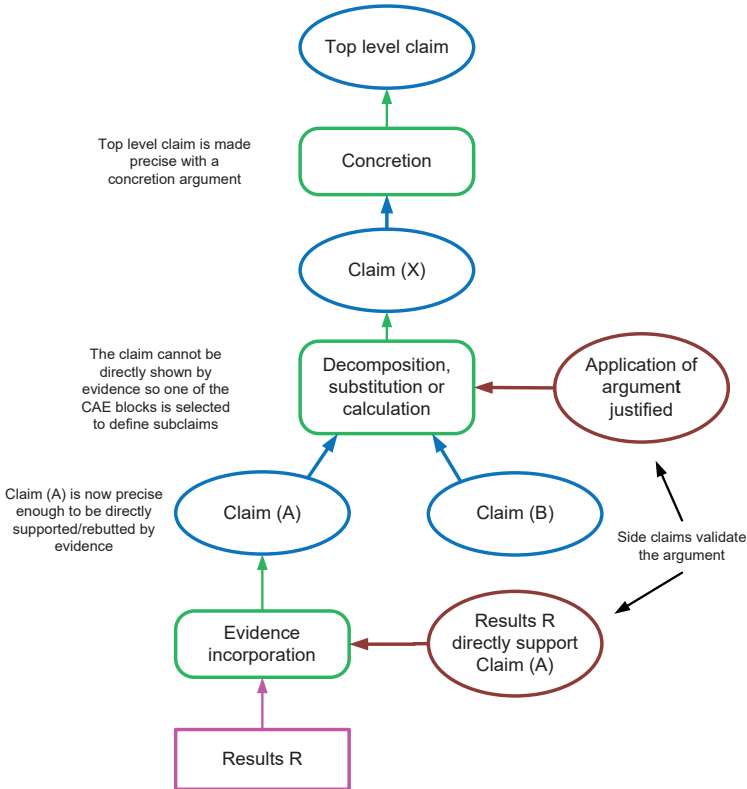 Top level claim
Top level claim is made
precise with a
concretion argument
Concretion
Claim (X)
The claim cannot be
directly shown by
evidence so one of the
CAE blocks is selected
to define subclaims
Decomposition,
substitution or
calculation
Application of
argument
justified
Claim (A) is now precise
enough to be directly
supported/rebutted by
evidence
Claim (A)
Claim (B)
Side claims validate
the argument
Evidence
incorporation
Results R
directly support
Claim (A)
Results R